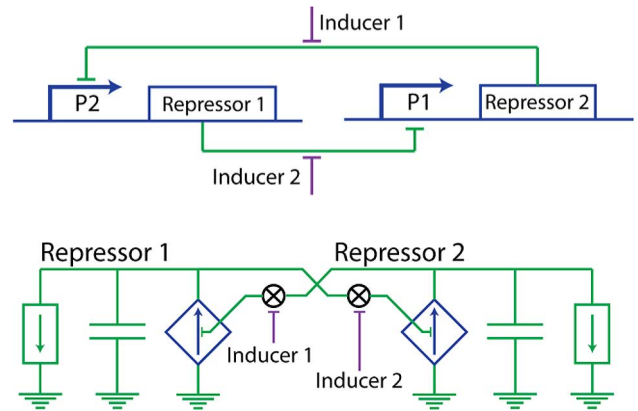 Inducer 1
P2
Repressor 1
P1
Repressor 2
Inducer 2
Repressor 1
Repressor 2
Inducer 1
Inducer 2